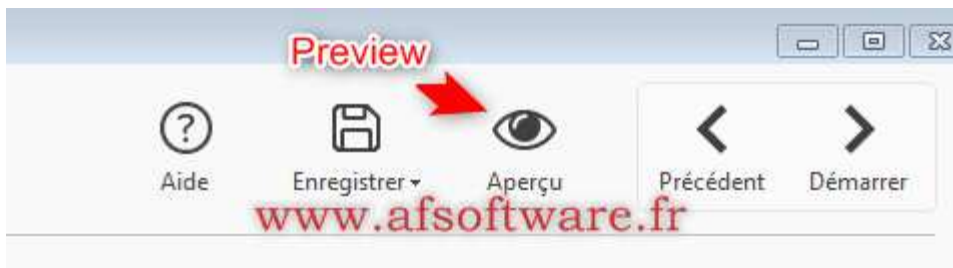 Preview
?
Aide
Enregistrer
Aperçu
Précédent
Démarrer
www.afsoftware.fr